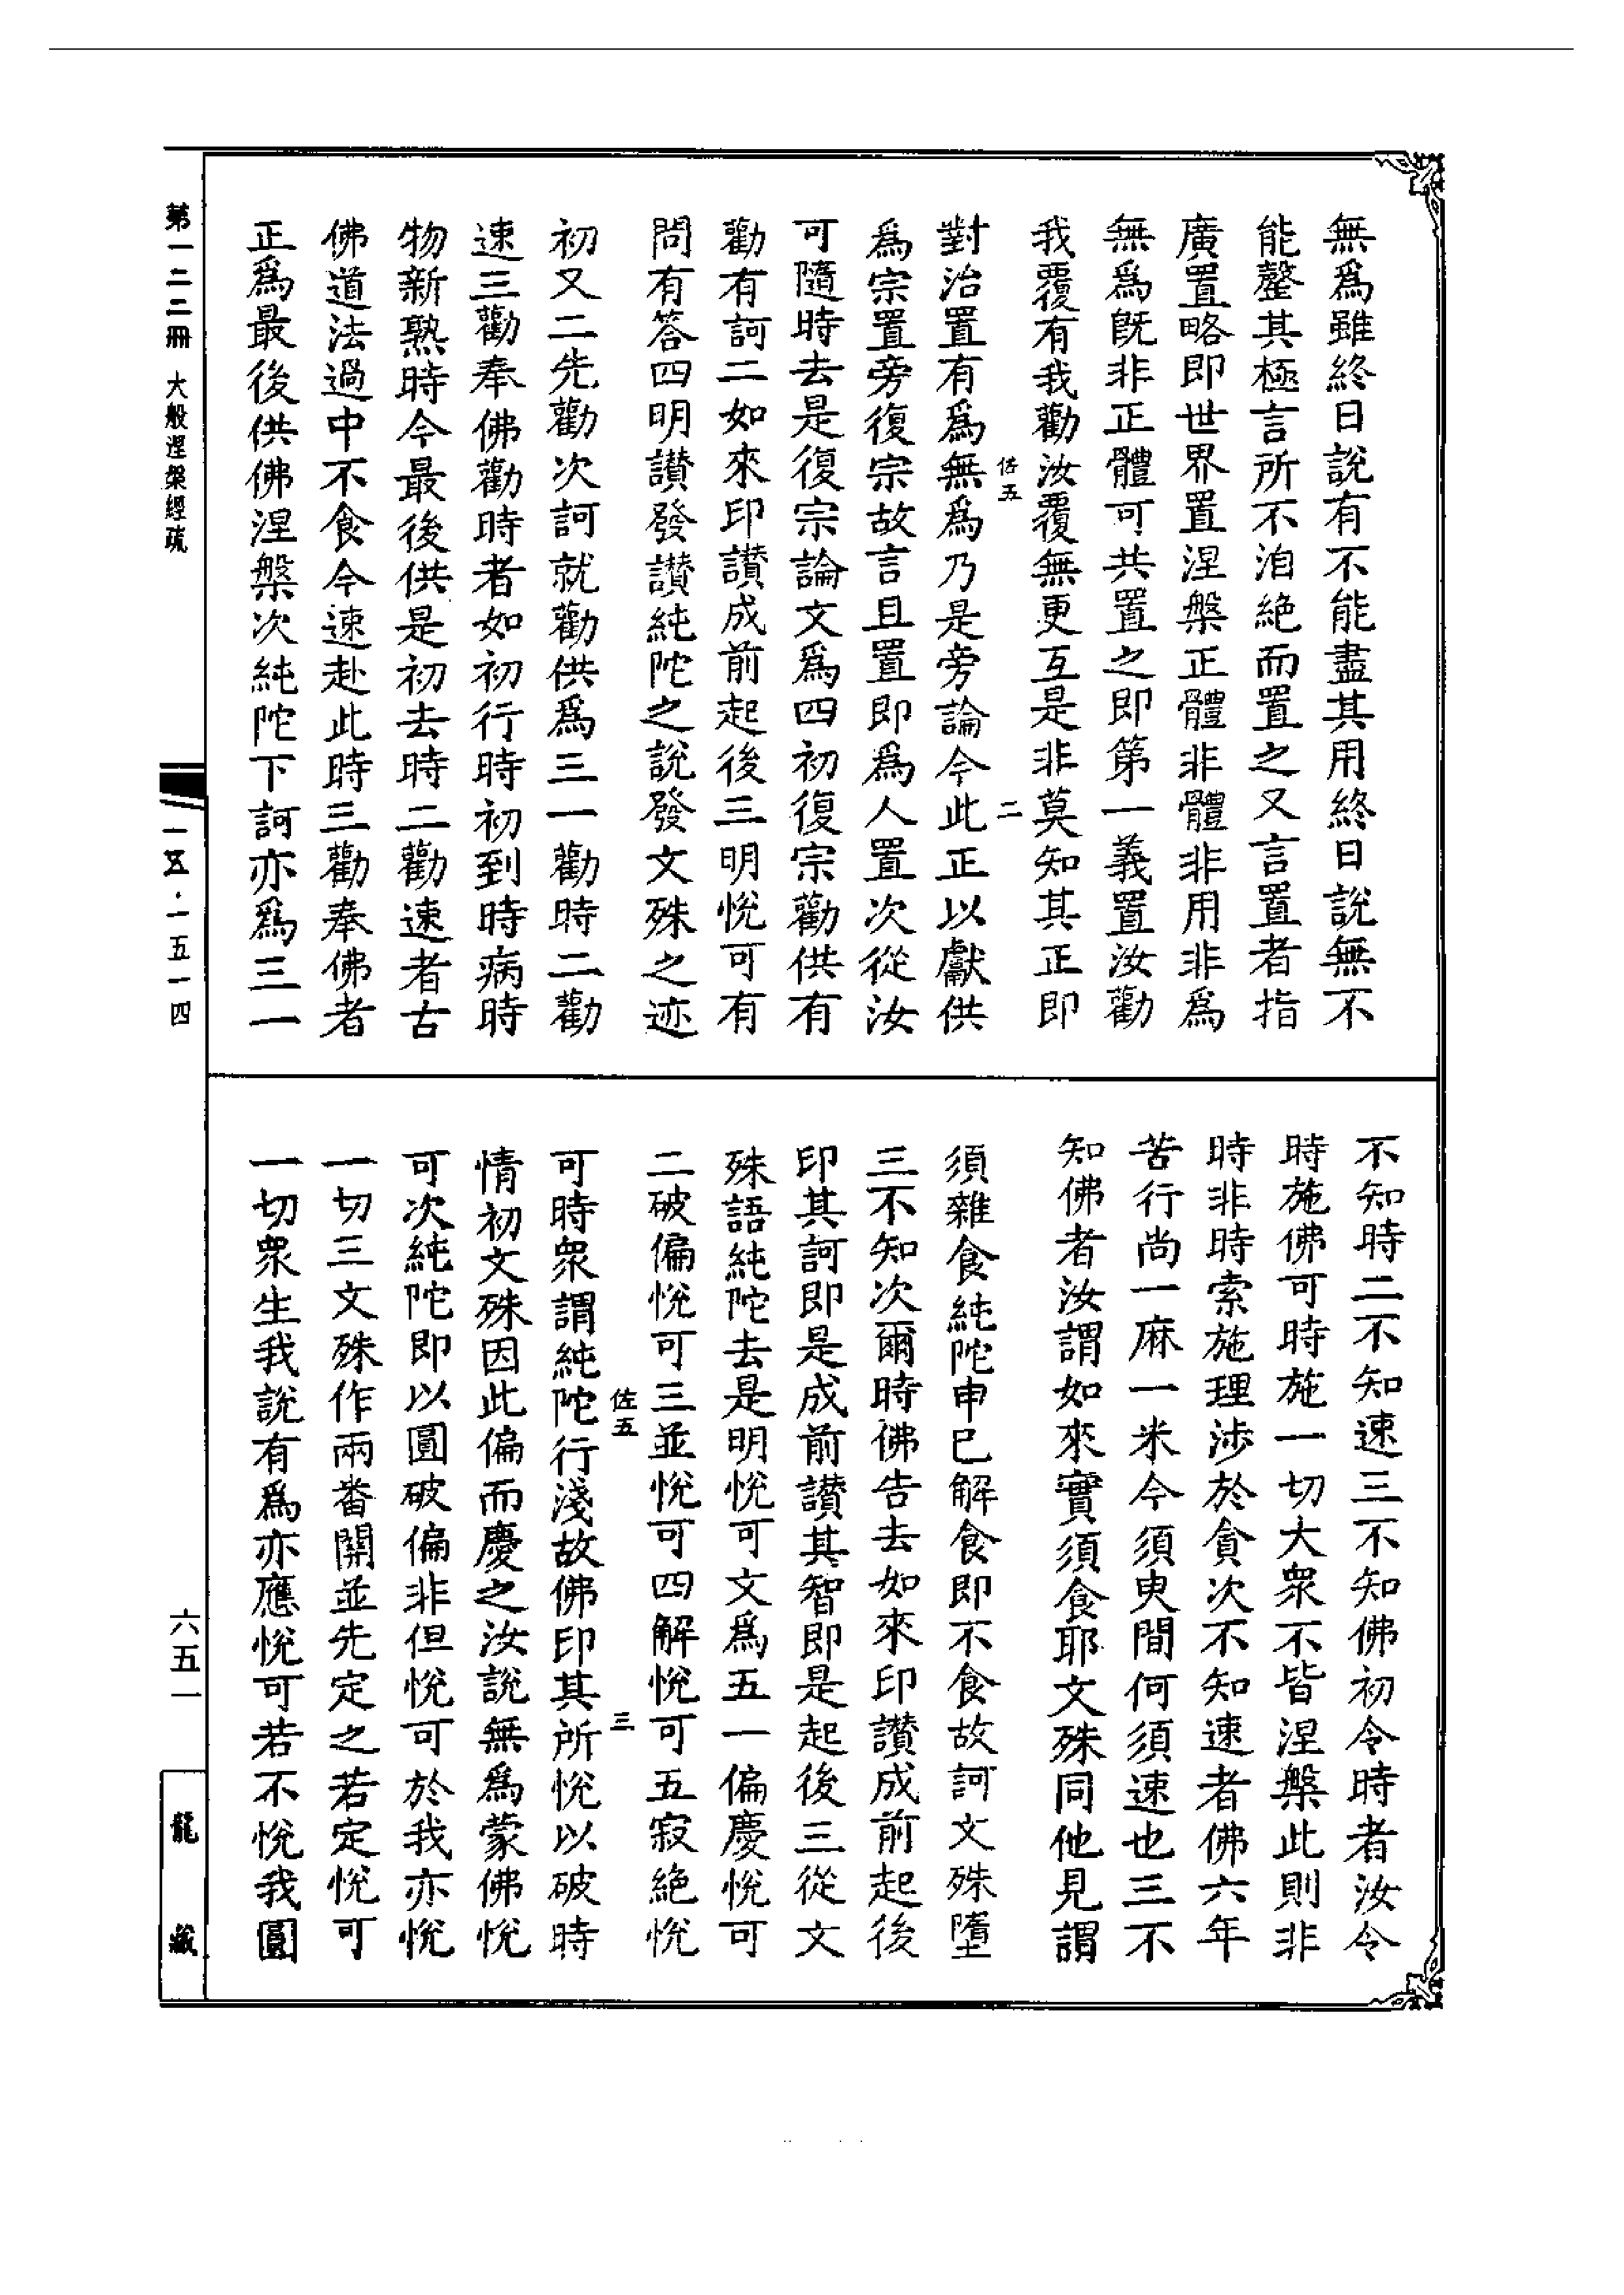 無爲雖終日說有不能盡其用終日說無不
能罄其極言所不洎絶而置之又言置者指
廣置略即世界置涅槃正體非體非用非爲
無爲旣非正體可共置之即第一義置汝勸
我覆有我勸汝覆無更互是非莫知其正即
佐五 二
對治置有爲無爲乃是旁論今此正以獻供
爲宗置旁復宗故言且置即爲人置次從汝
可隨時去是復宗論文爲四初復宗勸供有
勸有訶二如來印讃成前起後三明悅可有
問有答四明讃發讃純陀之說發文殊之迹
初又二先勸次訶就勸供爲三一勸時二勸
速三勸奉佛勸時者如初行時初到時病時
物新熟時今最後供是初去時二勸速者古
佛道法過中不食今速赴此時三勸奉佛者
正爲最後供佛涅槃次純陀下訶亦爲三一
不知時二不知速三不知佛初令時者汝令
時施佛可時施一切大衆不皆涅槃此則非
時非時索施理涉於貪次不知速者佛六年
苦行尚一麻一米今須臾間何須速也三不
知佛者汝謂如來實須食耶文殊同他見謂
須雜食純陀申已解食即不食故訶文殊墮
三不知次爾時佛告去如來印讃成前起後
印其訶即是成前讃其智即是起後三從文
殊語純陀去是明悅可文爲五一偏慶悅可
二破偏悅可三並悅可四解悅可五寂絶悅
佐五 三
可時衆謂純陀行淺故佛印其所悅以破時
情初文殊因此偏而慶之汝說無爲蒙佛悅
可次純陀即以圓破偏非但悅可於我亦悅
一切三文殊作兩番關並先定之若定悅可
一切衆生我說有爲亦應悅可若不悅我圓
第一二二冊 大般涅槃經疏
一五·一五一四
六五一
龍藏